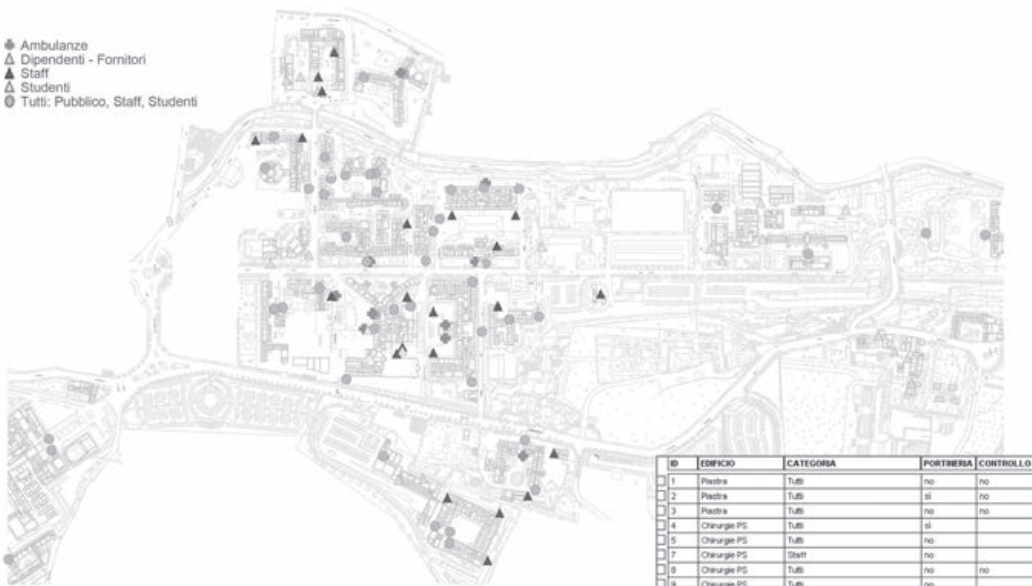 Ambulanze
Dipendenti - Fornitori
Staff
Studenti
Tutti: Pubblico, Staff, Studenti
ID EDIFICIO CATEGORIA PORTINERIA CONTROLLO
1 Piastra Tutti no no
2 Piastra Tutti sì no
3 Piastra Tutti no no
4 Chirurgie PS Tutti sì
5 Chirurgie PS Tutti no
7 Chirurgie PS Staff no
8 Chirurgie PS Tutti no no
9 Chirurgie PS Tutti no